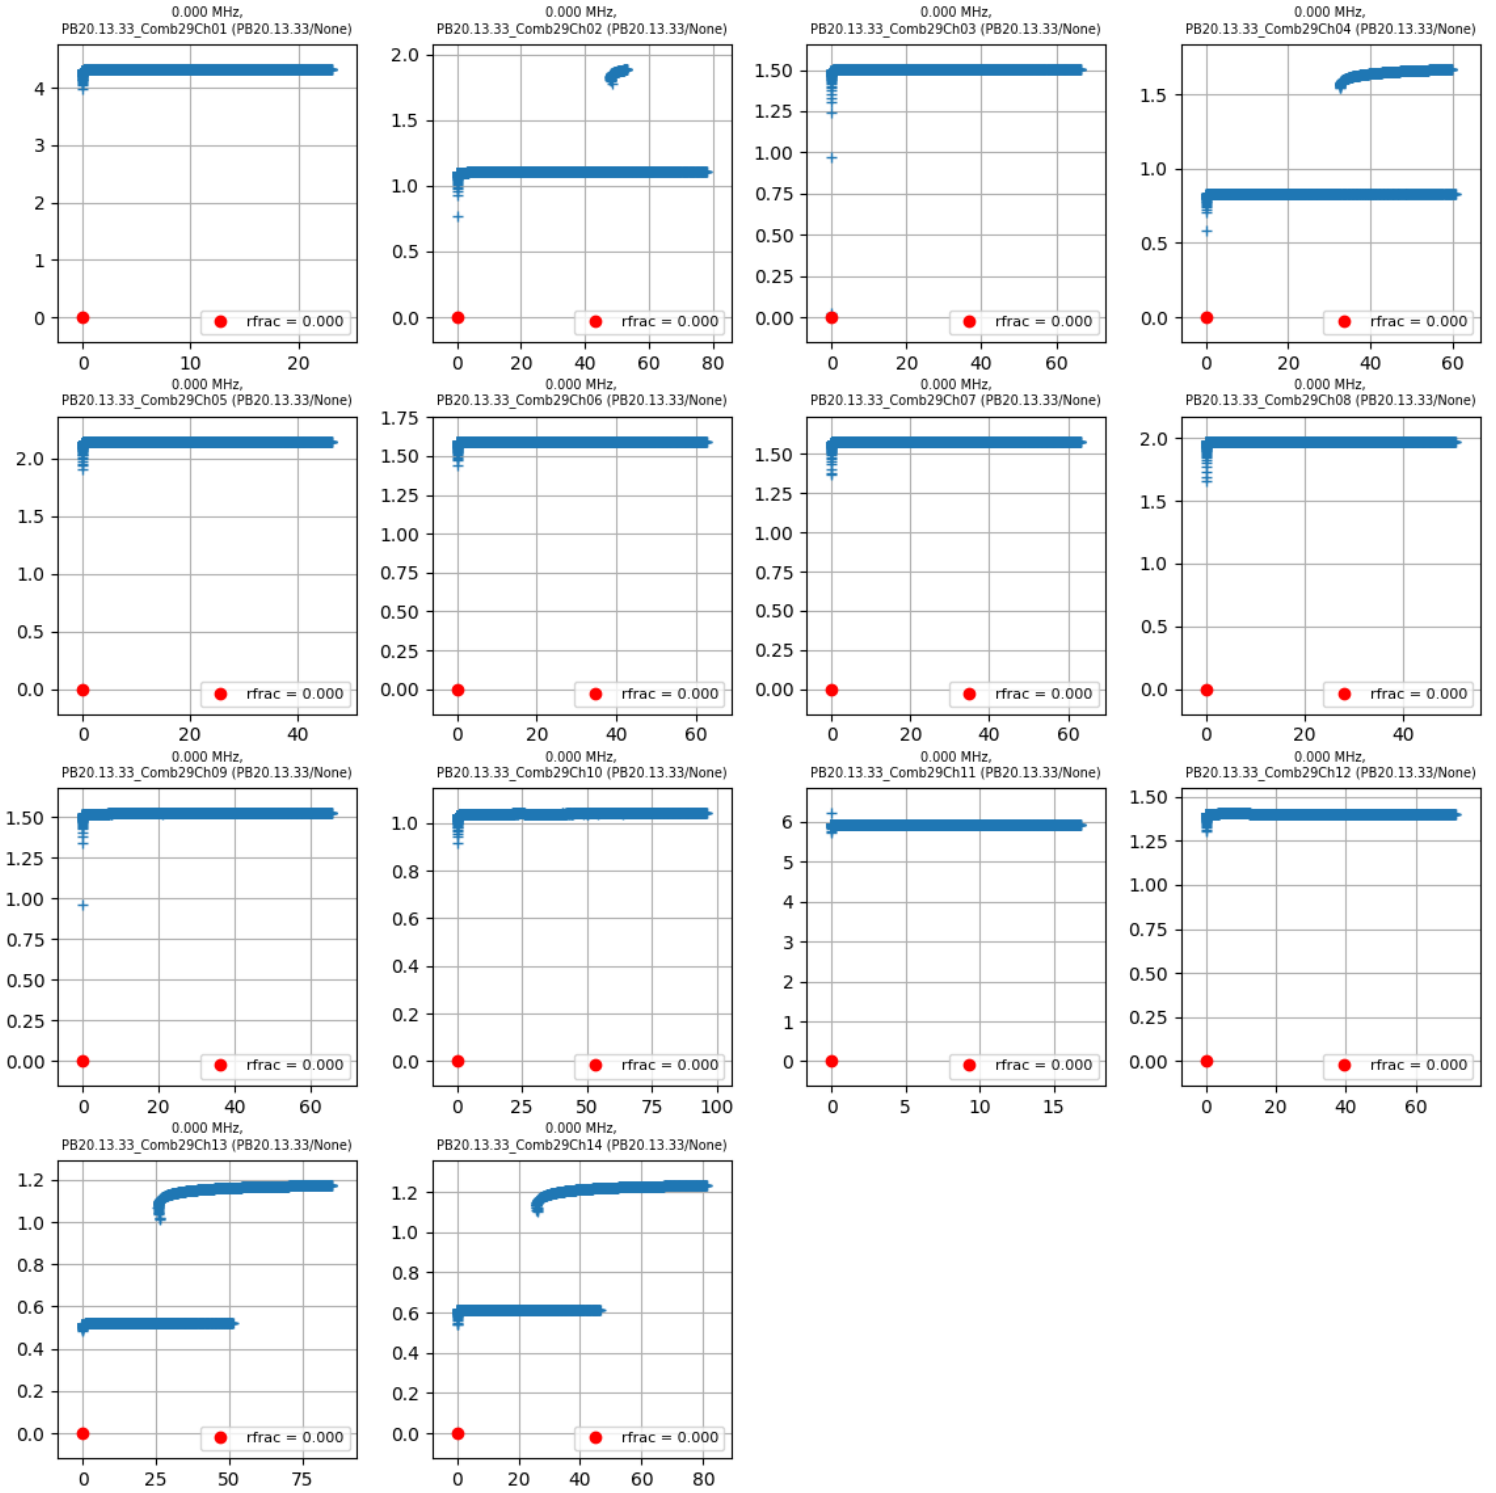 0.000 MHz,
PB20.13.33_Comb29Ch01 (PB20.13.33/None)
4
3
2
1
0
rfrac = 0.000
0 10 20
0.000 MHz,
PB20.13.33_Comb29Ch02 (PB20.13.33/None)
2.0
1.5
1.0
0.5
0.0
rfrac = 0.000
0 20 40 60 80
0.000 MHz,
PB20.13.33_Comb29Ch03 (PB20.13.33/None)
1.50
1.25
1.00
0.75
0.50
0.25
0.00
rfrac = 0.000
0 20 40 60
0.000 MHz,
PB20.13.33_Comb29Ch04 (PB20.13.33/None)
1.5
1.0
0.5
0.0
rfrac = 0.000
0 20 40 60
0.000 MHz,
PB20.13.33_Comb29Ch05 (PB20.13.33/None)
2.0
1.5
1.0
0.5
0.0
rfrac = 0.000
0 20 40
0.000 MHz,
PB20.13.33_Comb29Ch06 (PB20.13.33/None)
1.75
1.50
1.25
1.00
0.75
0.50
0.25
0.00
rfrac = 0.000
0 20 40 60
0.000 MHz,
PB20.13.33_Comb29Ch07 (PB20.13.33/None)
1.50
1.25
1.00
0.75
0.50
0.25
0.00
rfrac = 0.000
0 20 40 60
0.000 MHz,
PB20.13.33_Comb29Ch08 (PB20.13.33/None)
2.0
1.5
1.0
0.5
0.0
rfrac = 0.000
0 20 40
0.000 MHz,
PB20.13.33_Comb29Ch09 (PB20.13.33/None)
1.50
1.25
1.00
0.75
0.50
0.25
0.00
rfrac = 0.000
0 20 40 60
0.000 MHz,
PB20.13.33_Comb29Ch10 (PB20.13.33/None)
1.0
0.8
0.6
0.4
0.2
0.0
rfrac = 0.000
0 25 50 75 100
0.000 MHz,
PB20.13.33_Comb29Ch11 (PB20.13.33/None)
6
5
4
3
2
1
0
rfrac = 0.000
0 5 10 15
0.000 MHz,
PB20.13.33_Comb29Ch12 (PB20.13.33/None)
1.50
1.25
1.00
0.75
0.50
0.25
0.00
rfrac = 0.000
0 20 40 60
0.000 MHz,
PB20.13.33_Comb29Ch13 (PB20.13.33/None)
1.2
1.0
0.8
0.6
0.4
0.2
0.0
rfrac = 0.000
0 25 50 75
0.000 MHz,
PB20.13.33_Comb29Ch14 (PB20.13.33/None)
1.2
1.0
0.8
0.6
0.4
0.2
0.0
rfrac = 0.000
0 20 40 60 80